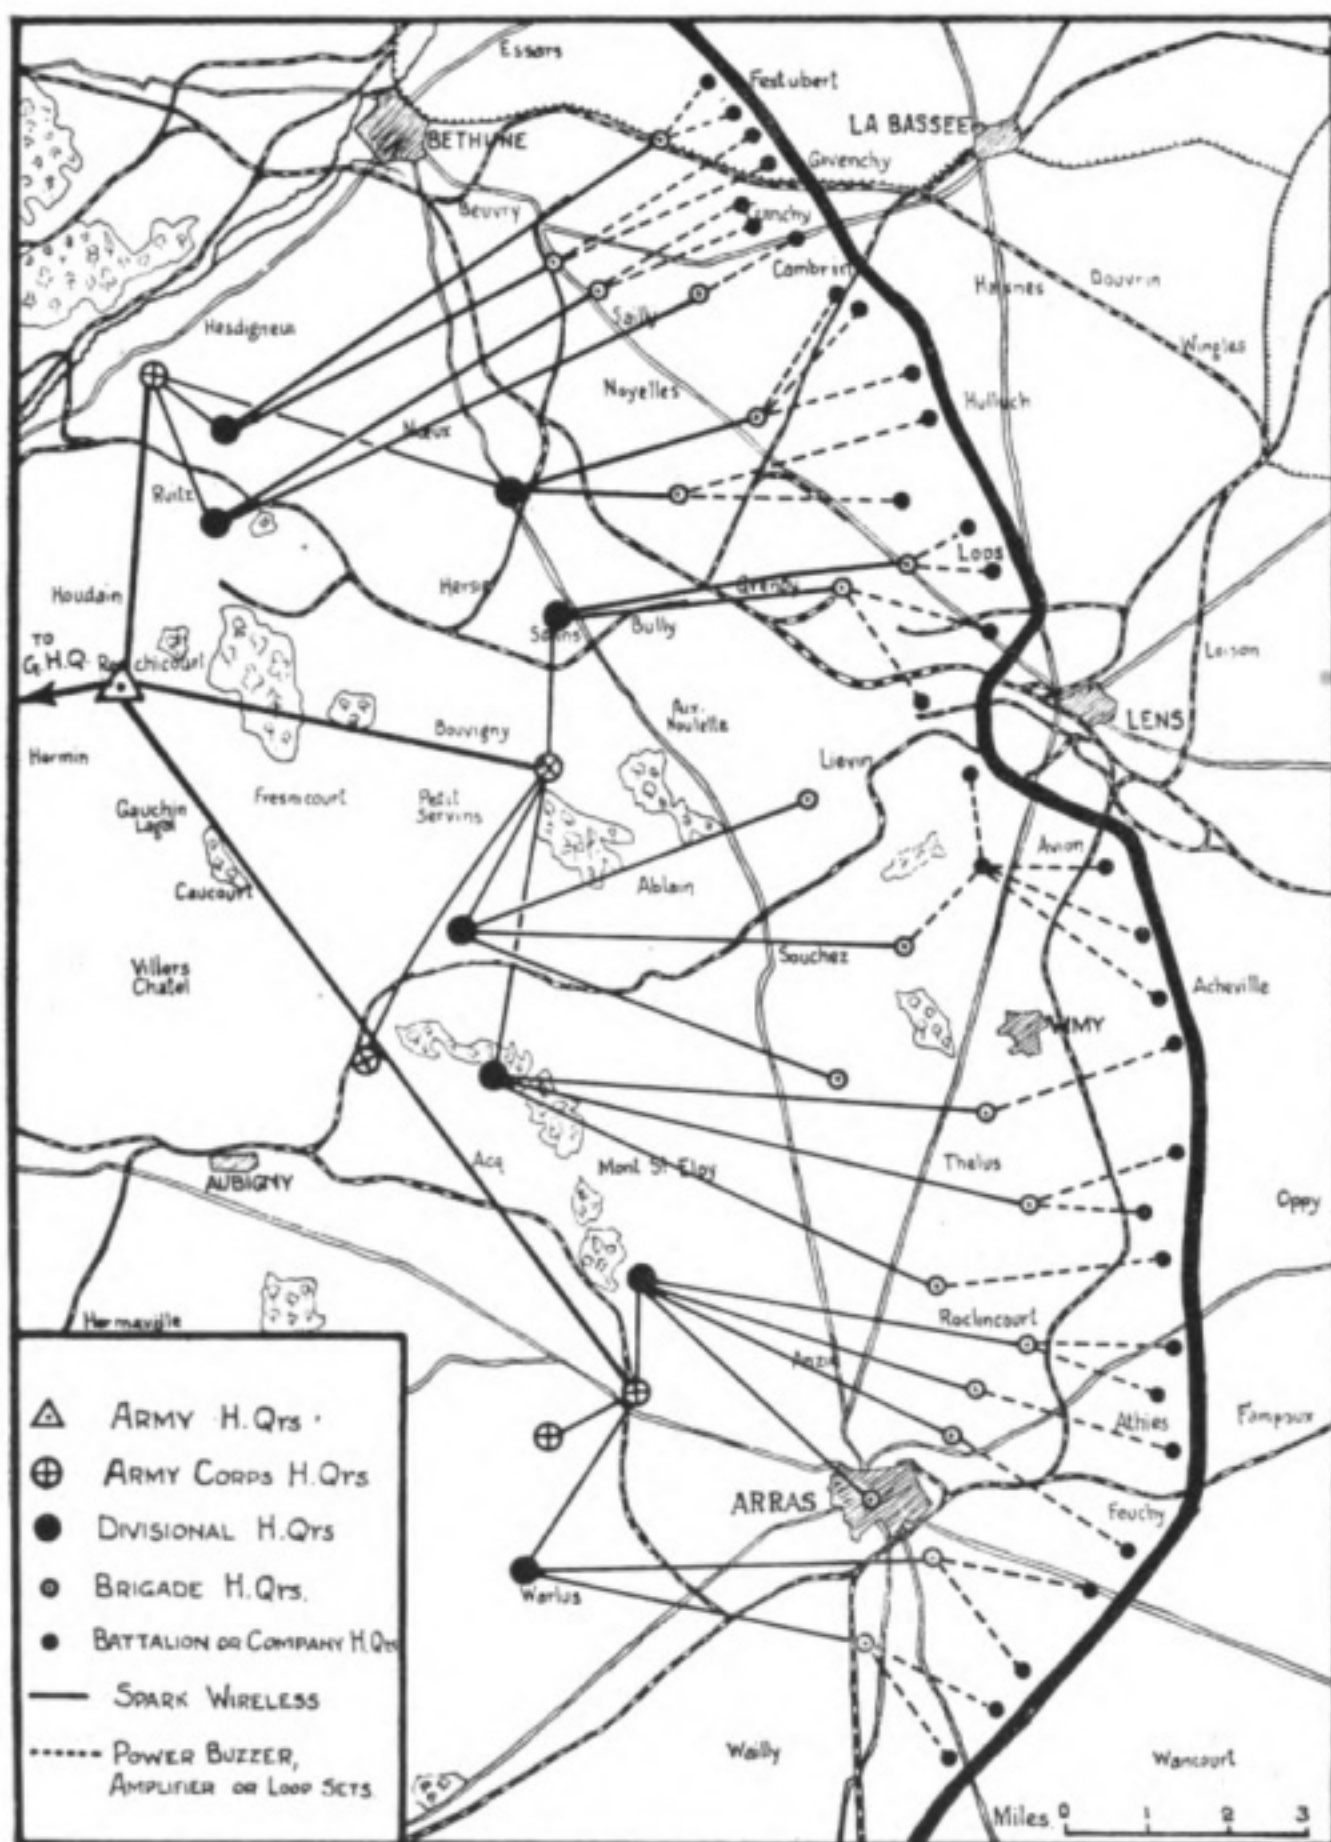 Essars
Festubert
LA BASSEE
BETHUNE
Givenchy
Beuvry
Cambrin
Haisnes
Douvrin
Sailly
Hesdigneul
Wingles
Noyelles
Hulluch
Nœux
Ruitz
Loos
Hersin
Grenay
Houdain
Sains
Bully
Loison
TO
G.H.Q.
Aix-
Noulette
LENS
Bouvigny
Lievin
Hermin
Fresnicourt
Petit
Servins
Gauchin
Legal
Avion
Caucourt
Ablain
Souchez
Villers
Chatel
Acheville
VIMY
Acq
Mont St Eloy
Thelus
AUBIGNY
Oppy
Hermaville
Roclincourt
Anzin
Athies
Fampoux
ARRAS
Feuchy
Warlus
Wailly
Wancourt
Miles. 0 1 2 3
ARMY H.Qrs.
ARMY CORPS H.Qrs
DIVISIONAL H.Qrs
BRIGADE H.Qrs.
BATTALION OR COMPANY H.Qrs
SPARK WIRELESS
POWER BUZZER,
AMPLIFIER OR LOOP SETS.